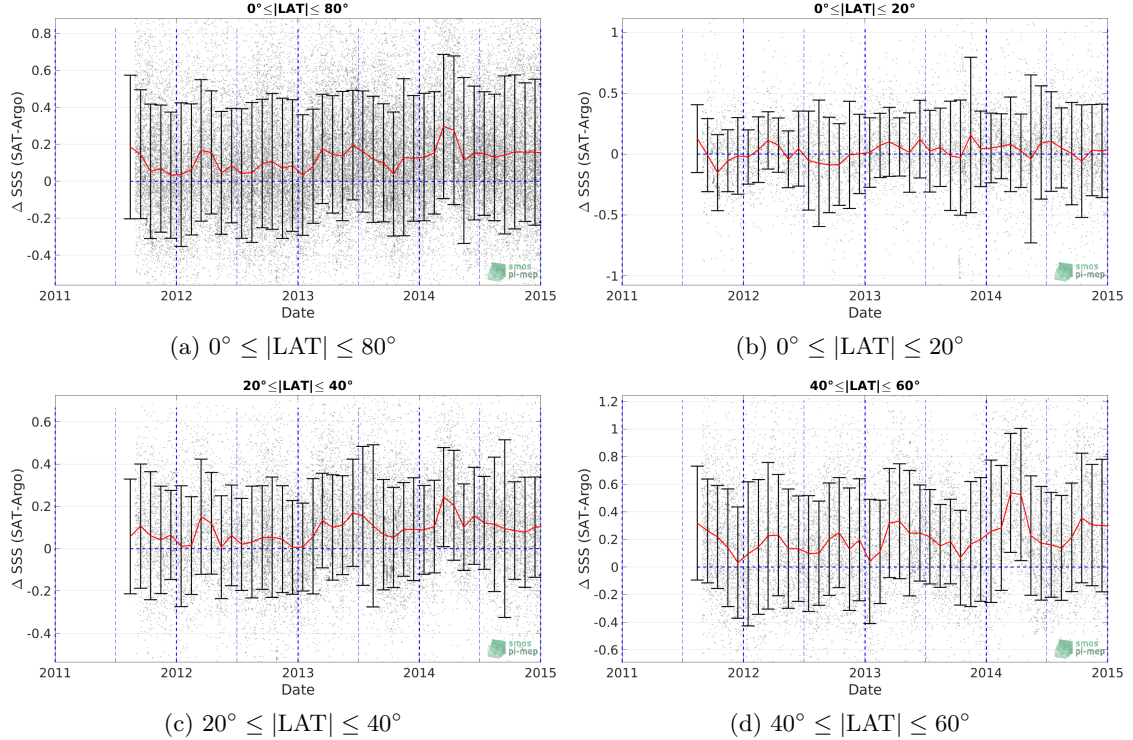 0°≤|LAT|≤ 80°
Δ SSS (SAT-Argo)
0.8
0.6
0.4
0.2
0
-0.2
-0.4
2011 2012 2013 2014 2015
Date
smos
pi-mep
(a) 0° ≤ |LAT| ≤ 80°
0°≤|LAT|≤ 20°
Δ SSS (SAT-Argo)
1
0.5
0
-0.5
-1
2011 2012 2013 2014 2015
Date
smos
pi-mep
(b) 0° ≤ |LAT| ≤ 20°
20°≤|LAT|≤ 40°
Δ SSS (SAT-Argo)
0.6
0.4
0.2
0
-0.2
-0.4
2011 2012 2013 2014 2015
Date
smos
pi-mep
(c) 20° ≤ |LAT| ≤ 40°
40°≤|LAT|≤ 60°
Δ SSS (SAT-Argo)
1.2
1
0.8
0.6
0.4
0.2
0
-0.2
-0.4
-0.6
2011 2012 2013 2014 2015
Date
smos
pi-mep
(d) 40° ≤ |LAT| ≤ 60°